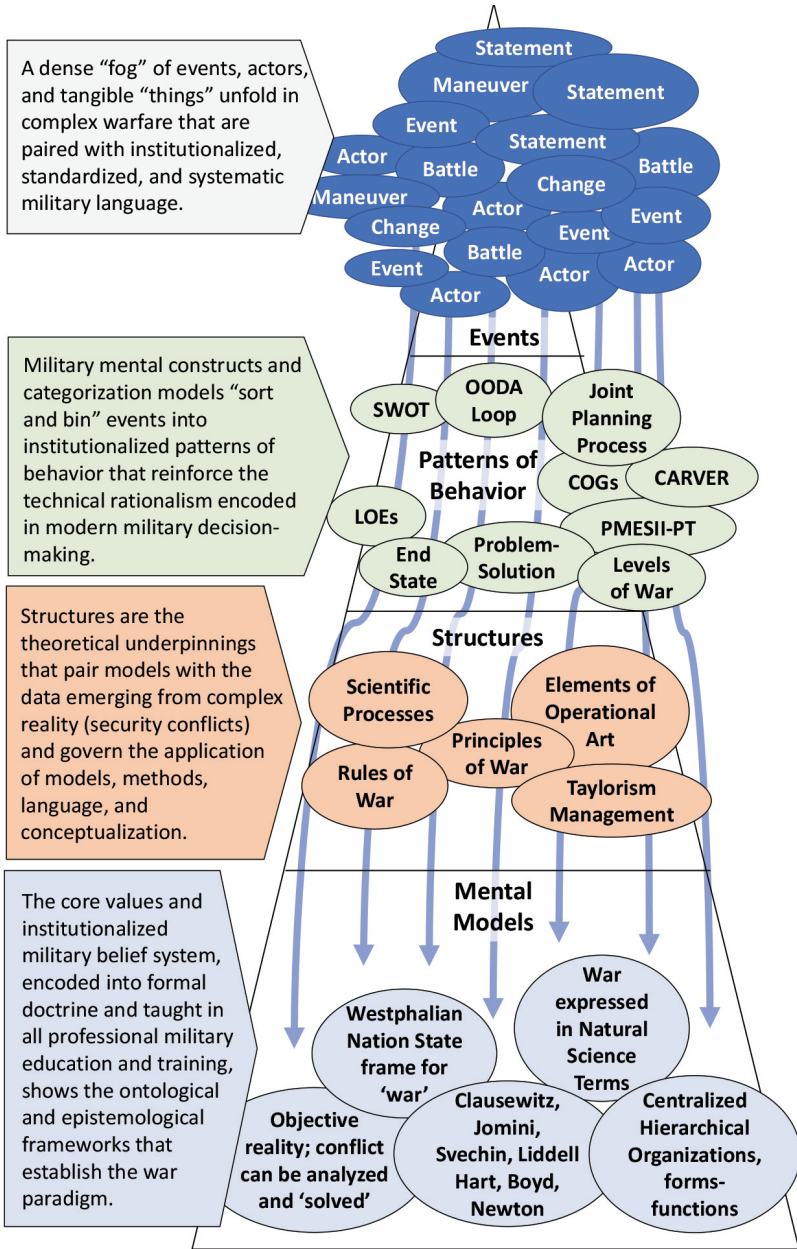 A dense “fog” of events, actors,
and tangible “things” unfold in
complex warfare that are
paired with institutionalized,
standardized, and systematic
military language.
Statement
Maneuver
Statement
Event
Statement
Actor
Battle
Battle
Maneuver
Change
Actor
Event
Change
Event
Battle
Event
Actor
Actor
Actor
Events
Military mental constructs and
categorization models “sort
and bin” events into
institutionalized patterns of
behavior that reinforce the
technical rationalism encoded
in modern military decision-
making.
SWOT
OODA
Loop
Joint
Planning
Process
Patterns of
Behavior
COGs
CARVER
LOEs
PMESII-PT
End
State
Problem-
Solution
Levels
of War
Structures are the
theoretical underpinnings
that pair models with the
data emerging from complex
reality (security conflicts)
and govern the application
of models, methods,
language, and
conceptualization.
Structures
Scientific
Processes
Elements of
Operational
Art
Principles
of War
Rules of
War
Taylorism
Management
The core values and
institutionalized
military belief system,
encoded into formal
doctrine and taught in
all professional military
education and training,
shows the ontological
and epistemological
frameworks that
establish the war
paradigm.
Mental
Models
Westphalian
Nation State
frame for
‘war’
War
expressed
in Natural
Science
Terms
Objective
reality; conflict
can be analyzed
and ‘solved’
Clausewitz,
Jomini,
Svechin, Liddell
Hart, Boyd,
Newton
Centralized
Hierarchical
Organizations,
forms-
functions